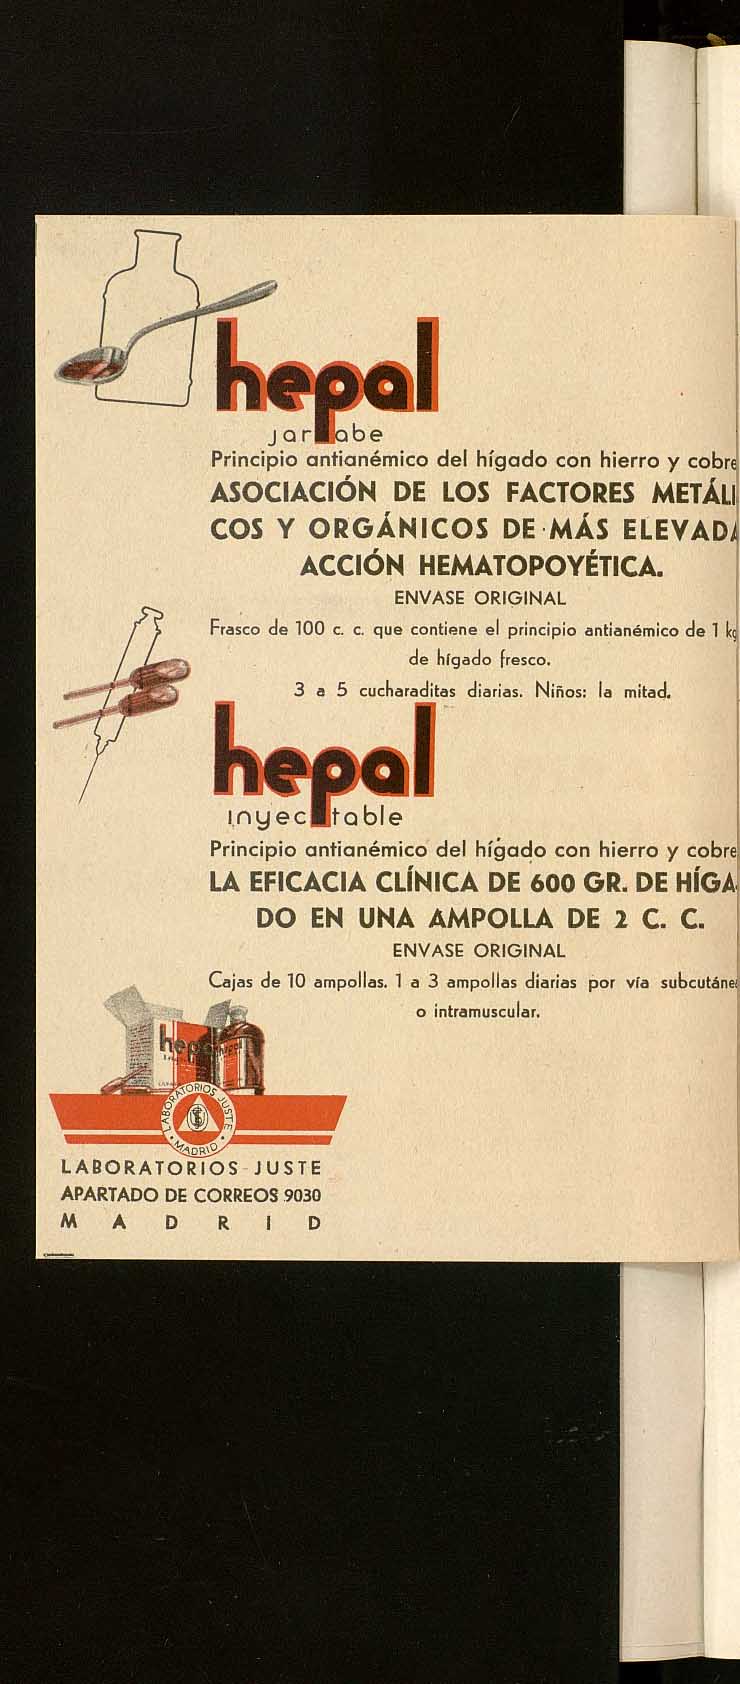 hepal
jarabe
Principio antianémico del hígado con hierro y cobre
ASOCIACIÓN DE LOS FACTORES METÁLI
COS Y ORGÁNICOS DE MÁS ELEVADA
ACCIÓN HEMATOPOYÉTICA.
ENVASE ORIGINAL
Frasco de 100 c. c. que contiene el principio antianémico de 1 kg
de hígado fresco.
3 a 5 cucharaditas diarias. Niños: la mitad.
hepal
inyectable
Principio antianémico del hígado con hierro y cobre
LA EFICACIA CLÍNICA DE 600 GR. DE HÍGA
DO EN UNA AMPOLLA DE 2 C. C.
ENVASE ORIGINAL
Cajas de 10 ampollas. 1 a 3 ampollas diarias por vía subcutánea
o intramuscular.
hepal
hepal
LABORATORIOS JUSTE
MADRID
LABORATORIOS-JUSTE
APARTADO DE CORREOS 9030
MADRID